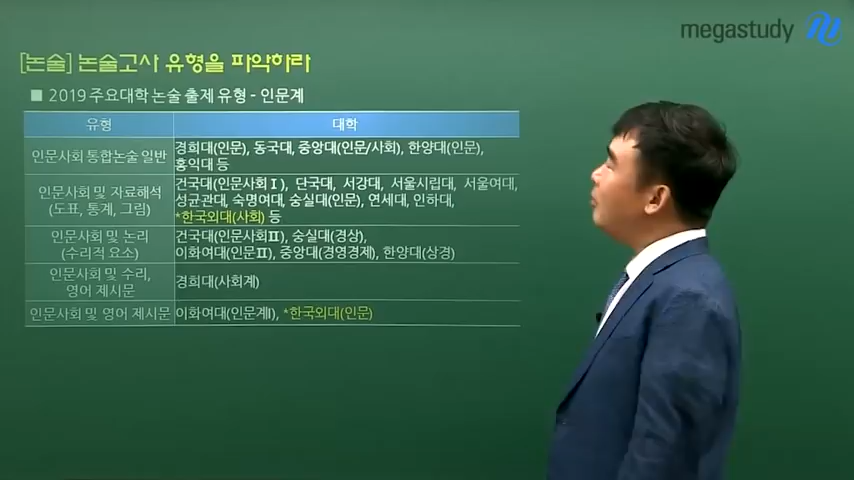 megastudy
[논술] 논술고사 유형을 파악하라
■ 2019 주요대학 논술 출제 유형 - 인문계
유형 대학
인문사회 통합논술 일반 경희대(인문), 동국대, 중앙대(인문/사회), 한양대(인문),
홍익대 등
인문사회 및 자료해석
(도표, 통계, 그림)
건국대(인문사회Ⅰ), 단국대, 서강대, 서울시립대, 서울여대,
성균관대, 숙명여대, 숭실대(인문), 연세대, 인하대,
*한국외대(사회) 등
인문사회 및 논리
(수리적 요소)
건국대(인문사회Ⅱ), 숭실대(경상),
이화여대(인문Ⅱ), 중앙대(경영경제), 한양대(상경)
인문사회 및 수리,
영어 제시문
경희대(사회계)
인문사회 및 영어 제시문 이화여대(인문계Ⅰ), *한국외대(인문)